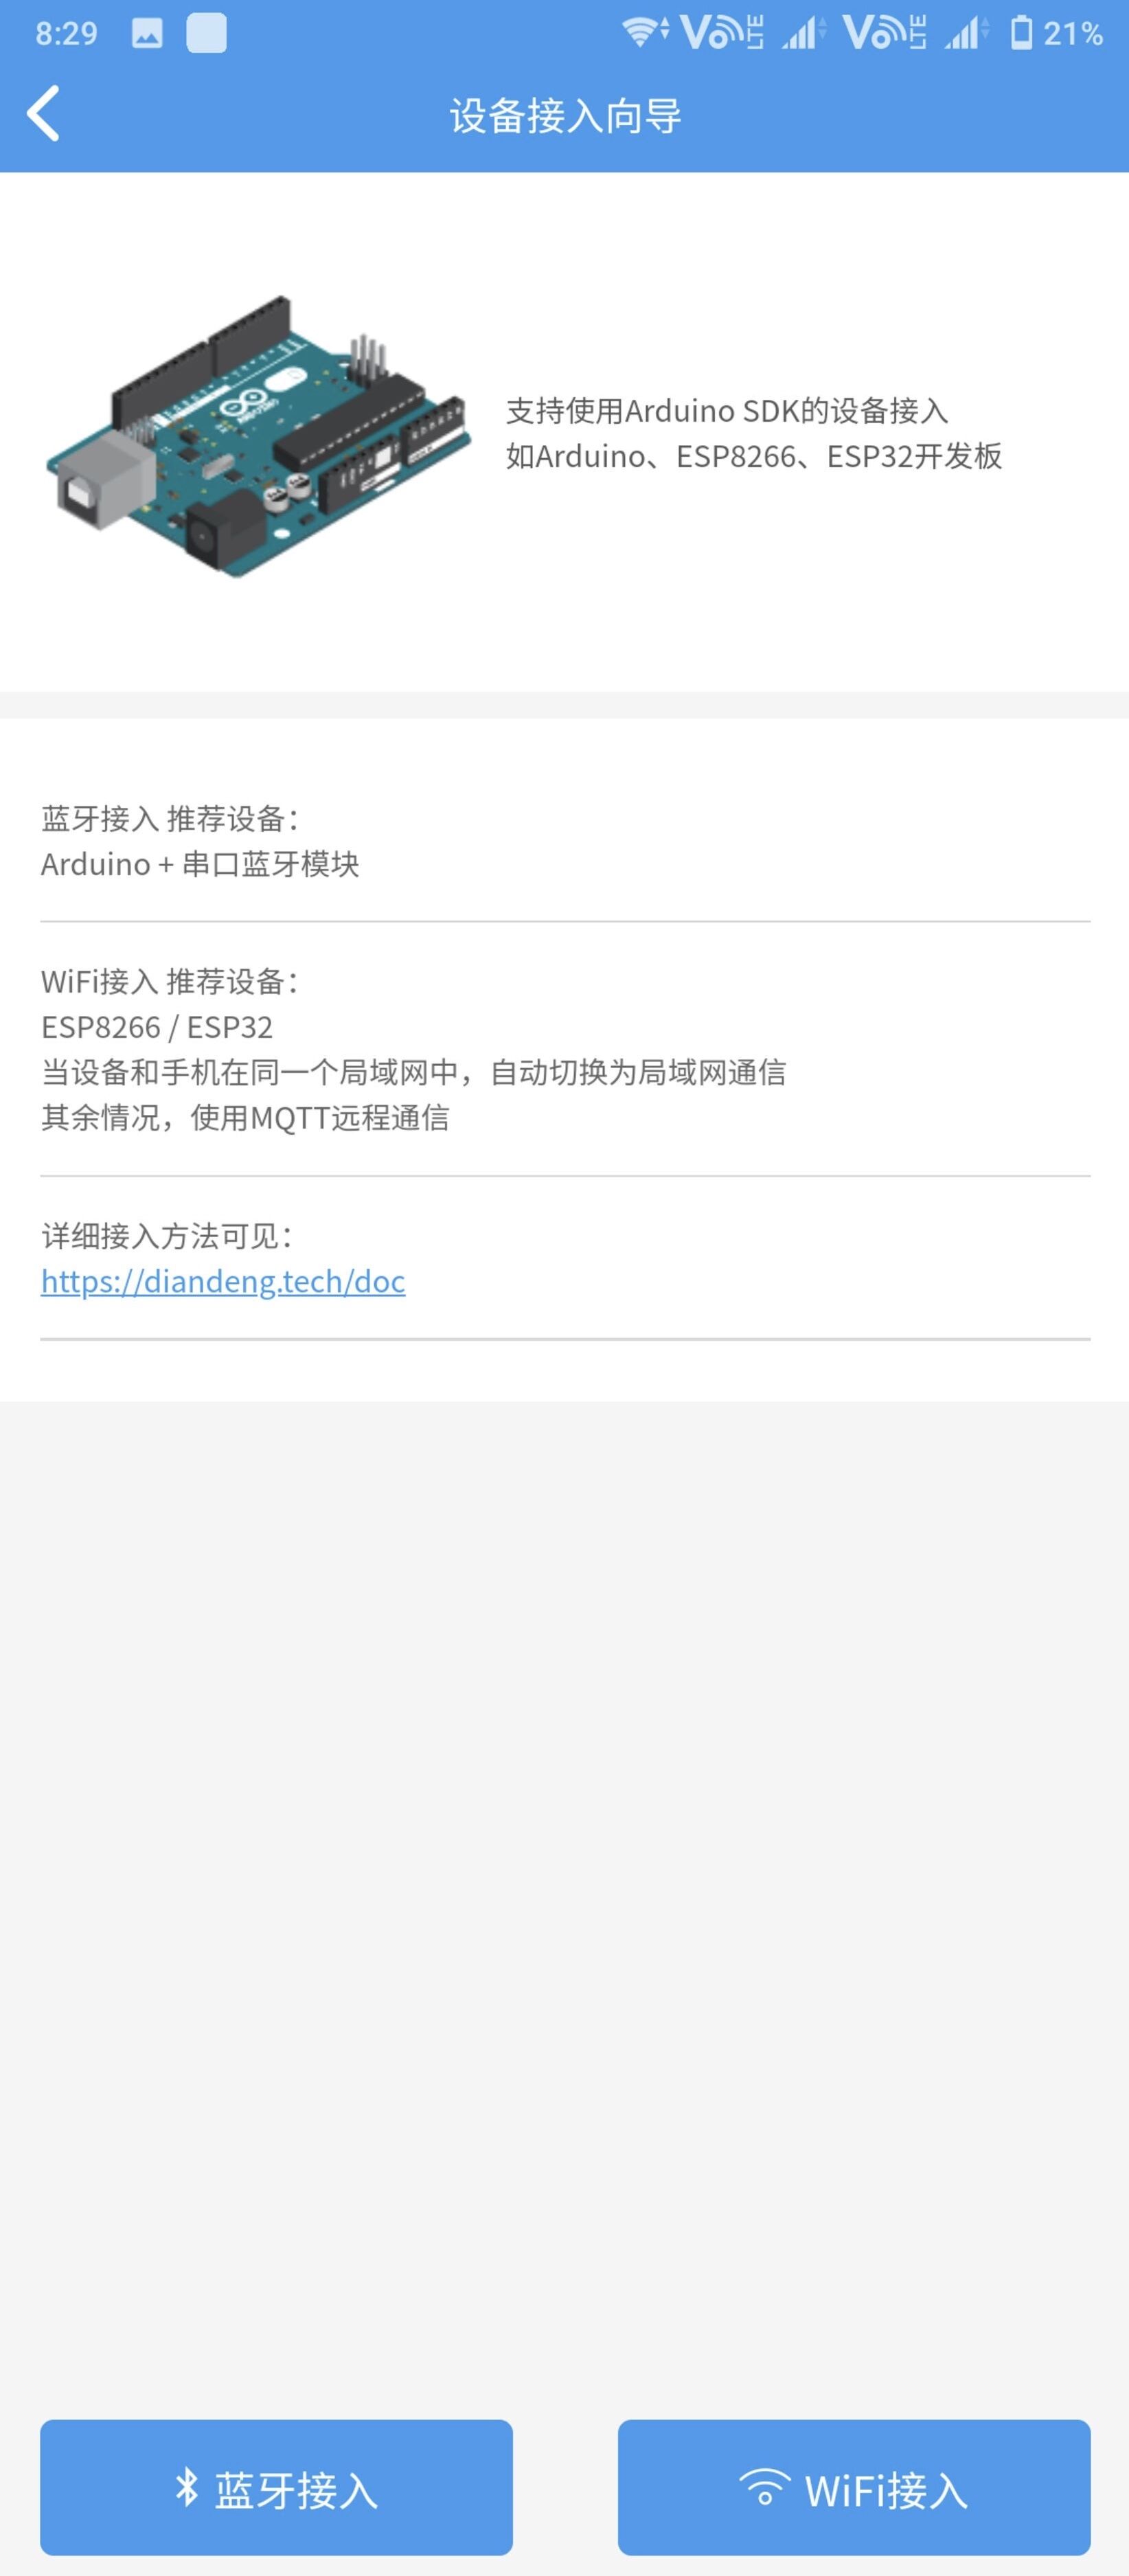 8:29
VoLTE VoLTE 21%
设备接入向导
支持使用Arduino SDK的设备接入
如Arduino、ESP8266、ESP32开发板
蓝牙接入 推荐设备：
Arduino + 串口蓝牙模块
WiFi接入 推荐设备：
ESP8266 / ESP32
当设备和手机在同一个局域网中，自动切换为局域网通信
其余情况，使用MQTT远程通信
详细接入方法可见：
https://diandeng.tech/doc
蓝牙接入
WiFi接入